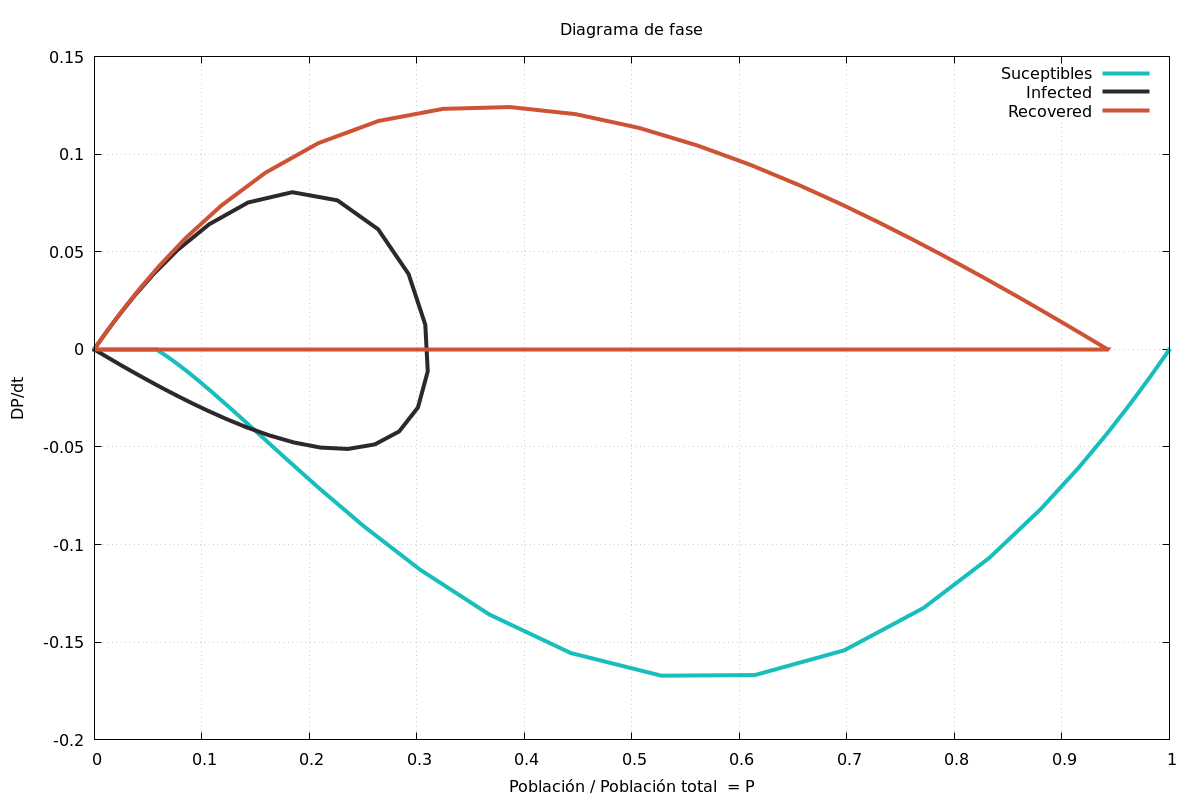 Diagrama de fase
0.15
0.1
0.05
0
-0.05
-0.1
-0.15
-0.2
DP/dt
Suceptibles
Infected
Recovered
0 0.1 0.2 0.3 0.4 0.5 0.6 0.7 0.8 0.9 1
Población / Población total = P